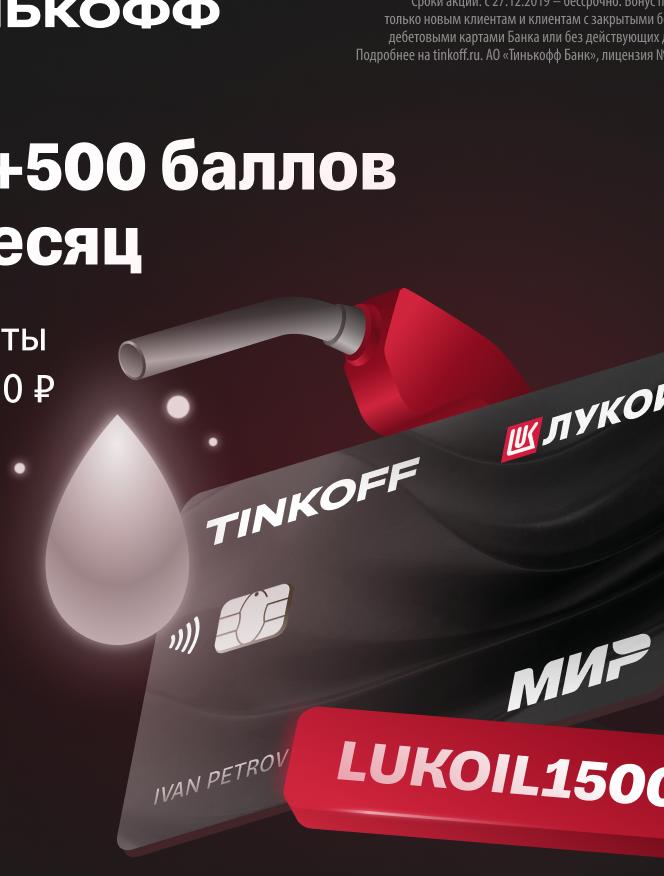 НЬКОФФ
Сроки акции: с 27.12.2019 – бессрочно. Бонус п
только новым клиентам и клиентам с закрытыми б
дебетовыми картами Банка или без действующих д
Подробнее на tinkoff.ru. АО «Тинькофф Банк», лицензия №
+500 баллов
есяц
ты
0 ₽
LUK ЛУКОЙ
TINKOFF
МИР
IVAN PETROV
LUKOIL1500